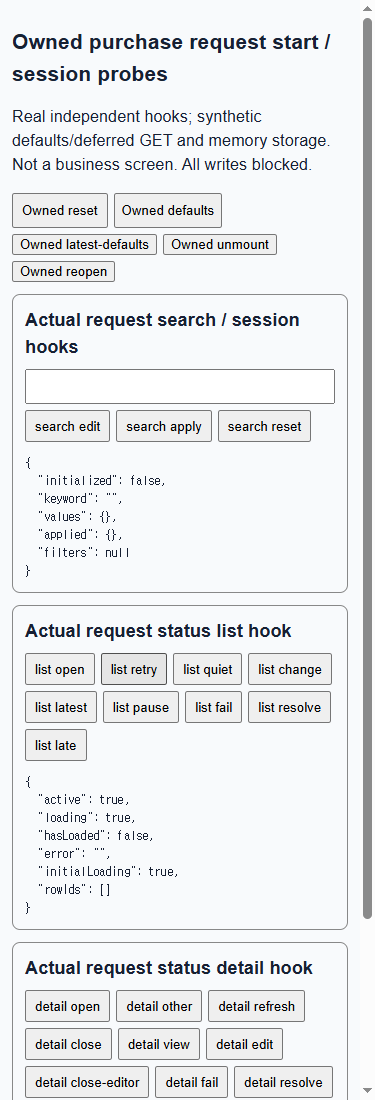 Owned purchase request start /
session probes
Real independent hooks; synthetic
defaults/deferred GET and memory storage.
Not a business screen. All writes blocked.
Owned reset Owned defaults
Owned latest-defaults Owned unmount
Owned reopen
Actual request search / session
hooks
search edit search apply search reset
{
"initialized": false,
"keyword": "",
"values": {},
"applied": {},
"filters": null
}
Actual request status list hook
list open list retry list quiet list change
list latest list pause list fail list resolve
list late
{
"active": true,
"loading": true,
"hasLoaded": false,
"error": "",
"initialLoading": true,
"rowIds": []
}
Actual request status detail hook
detail open detail other detail refresh
detail close detail view detail edit
detail close-editor detail fail detail resolve